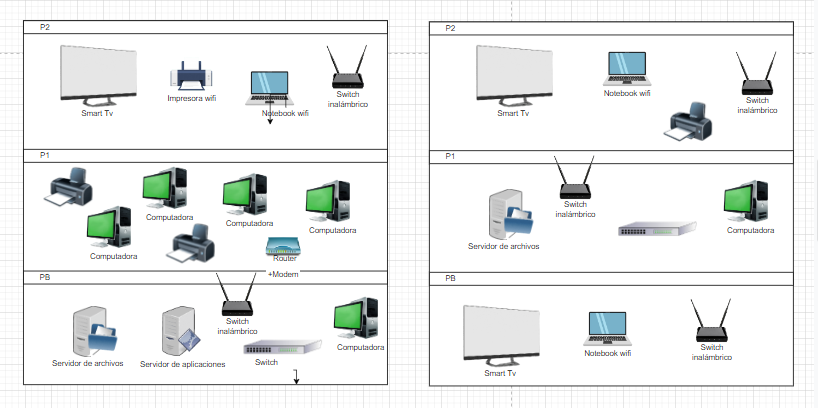 P2
Smart Tv
Impresora wifi
Notebook wifi
Switch
inalámbrico
P1
Computadora
Computadora
Computadora
Computadora
Router
+Modem
PB
Servidor de archivos
Servidor de aplicaciones
Switch
inalámbrico
Switch
Computadora
P2
Smart Tv
Notebook wifi
Switch
inalámbrico
P1
Servidor de archivos
Switch
inalámbrico
Computadora
PB
Smart Tv
Notebook wifi
Switch
inalámbrico